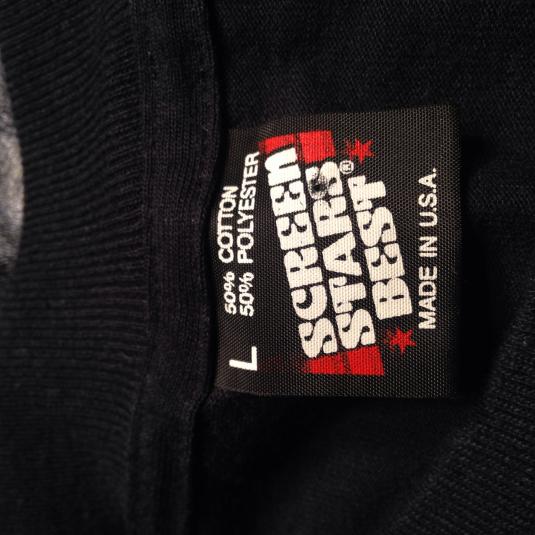 L
50% COTTON
50% POLYESTER
SCREEN
STARS®
BEST
MADE IN U.S.A.